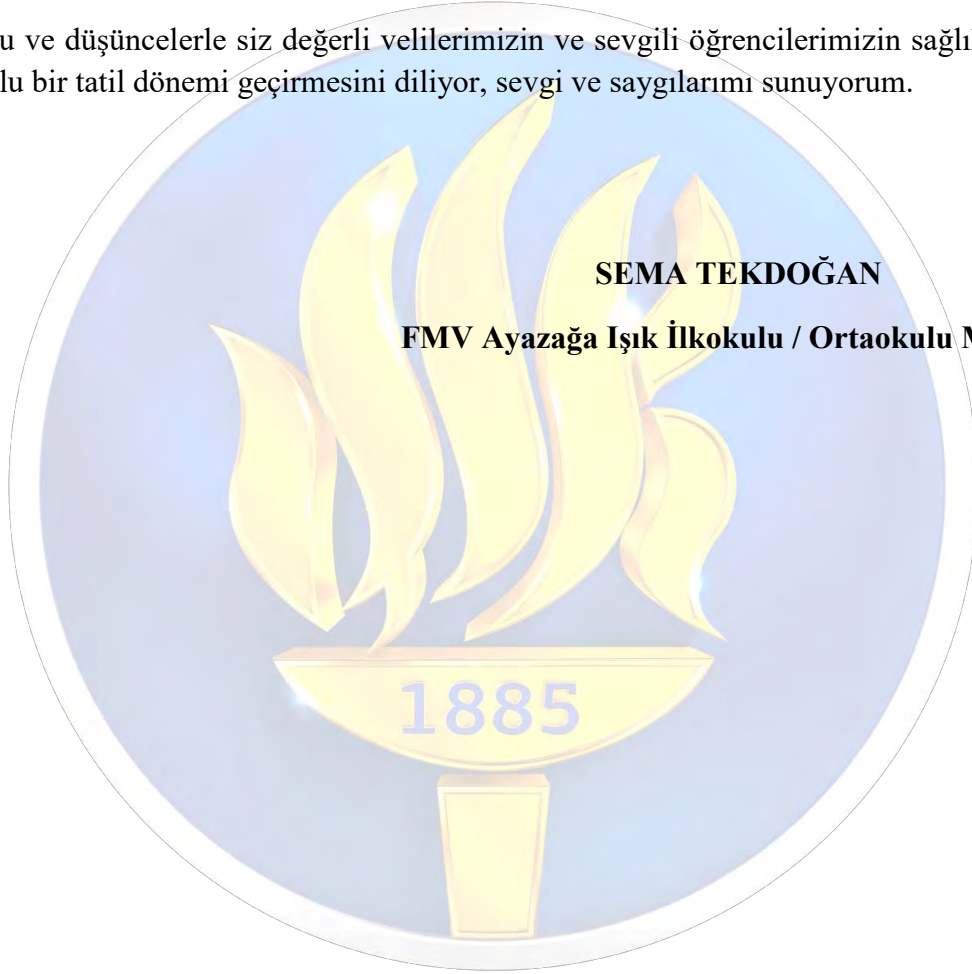 u ve düşüncelerle siz değerli velilerimizin ve sevgili öğrencilerimizin
lu bir tatil dönemi geçirmesini diliyor, sevgi ve saygılarımı sunuyorum.
SEMA TEKDOĞAN
FMV Ayazağa Işık İlkokulu / Ortaokulu
1885